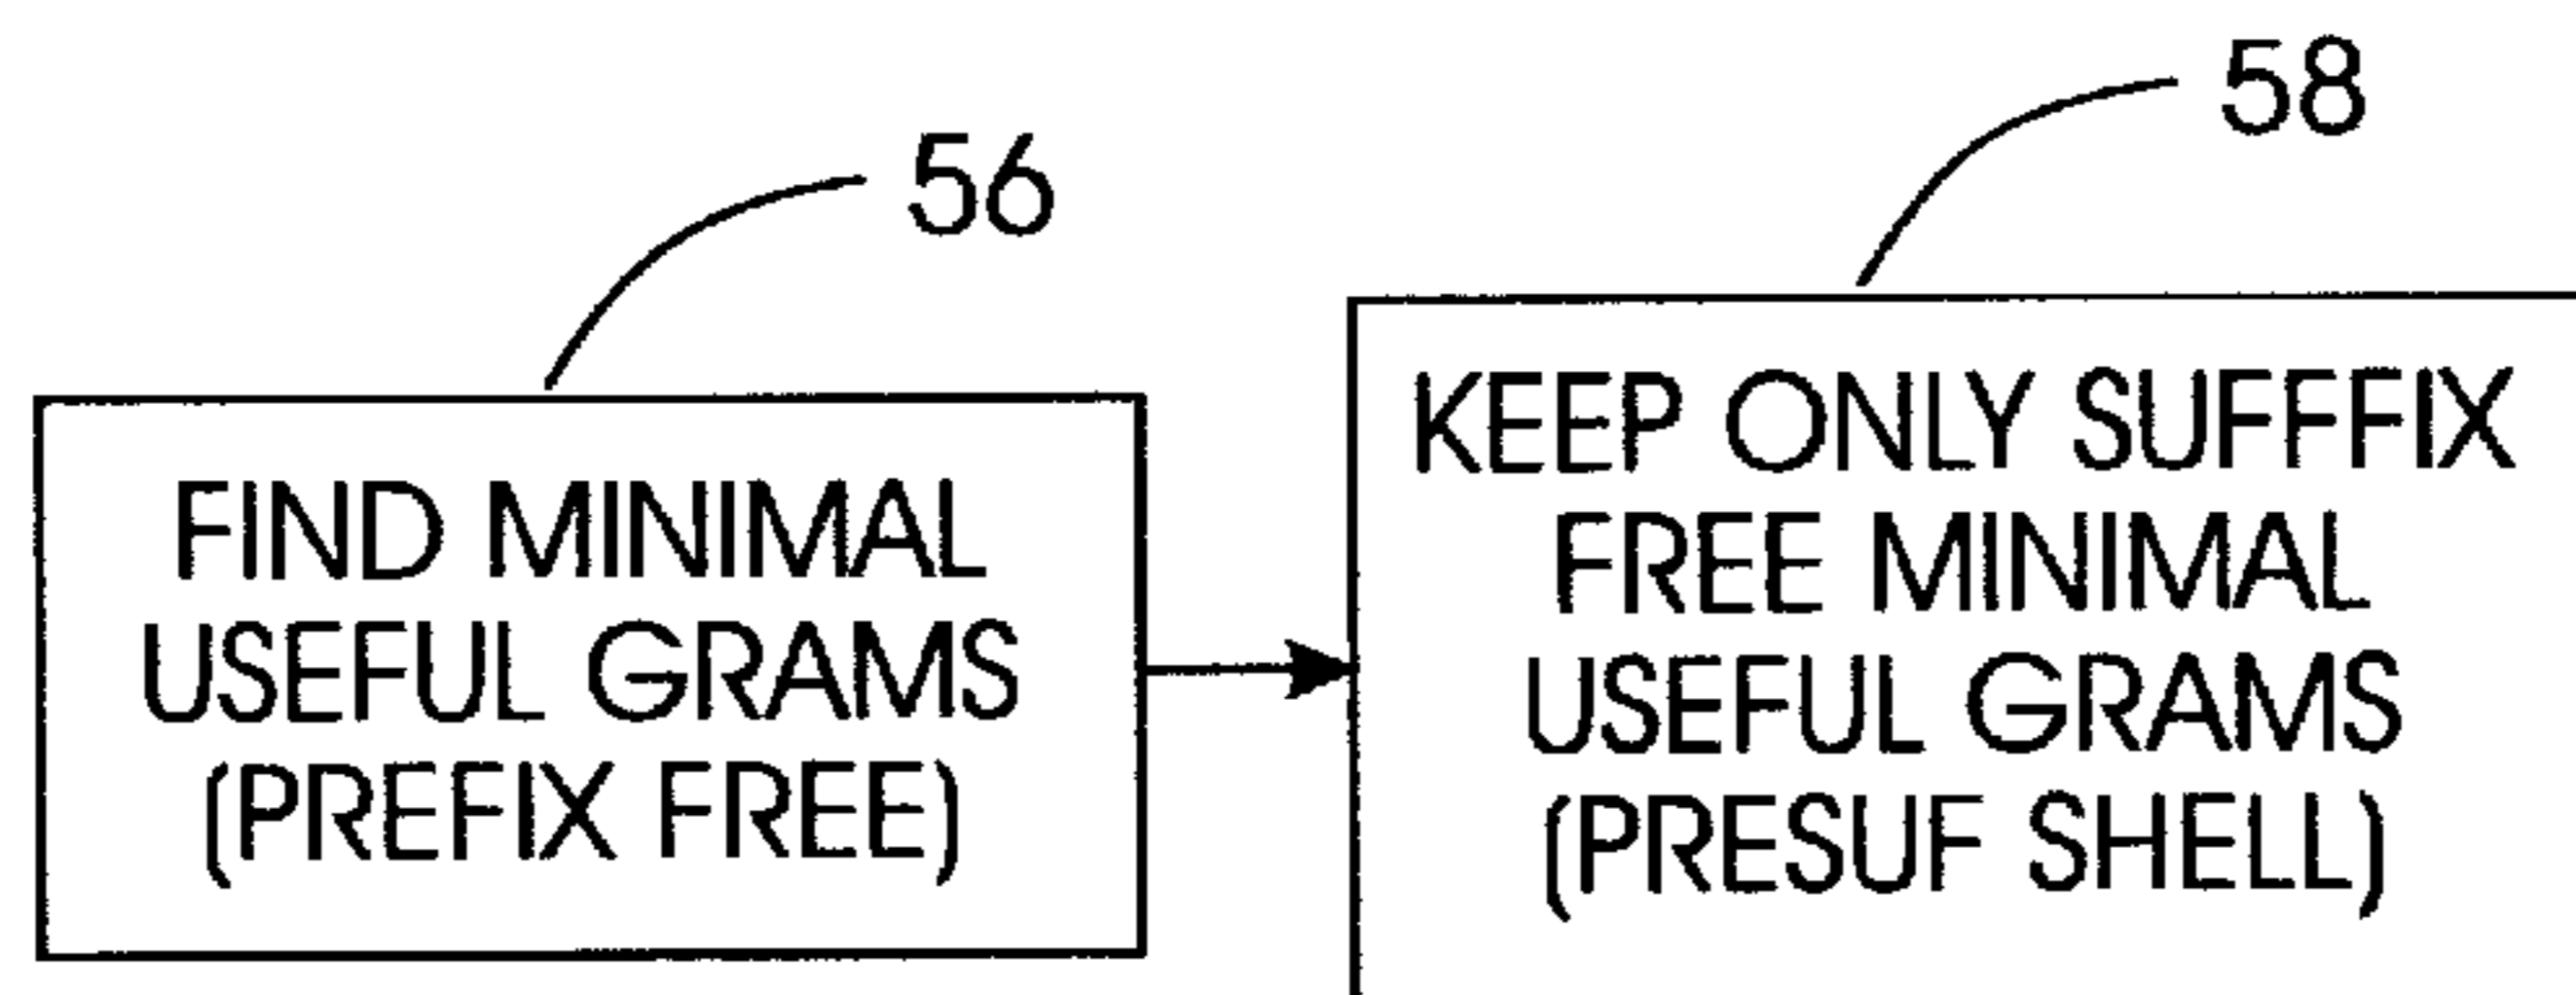 56
58
FIND MINIMAL
USEFUL GRAMS
(PREFIX FREE)
KEEP ONLY SUFFFIX
FREE MINIMAL
USEFUL GRAMS
(PRESUF SHELL)